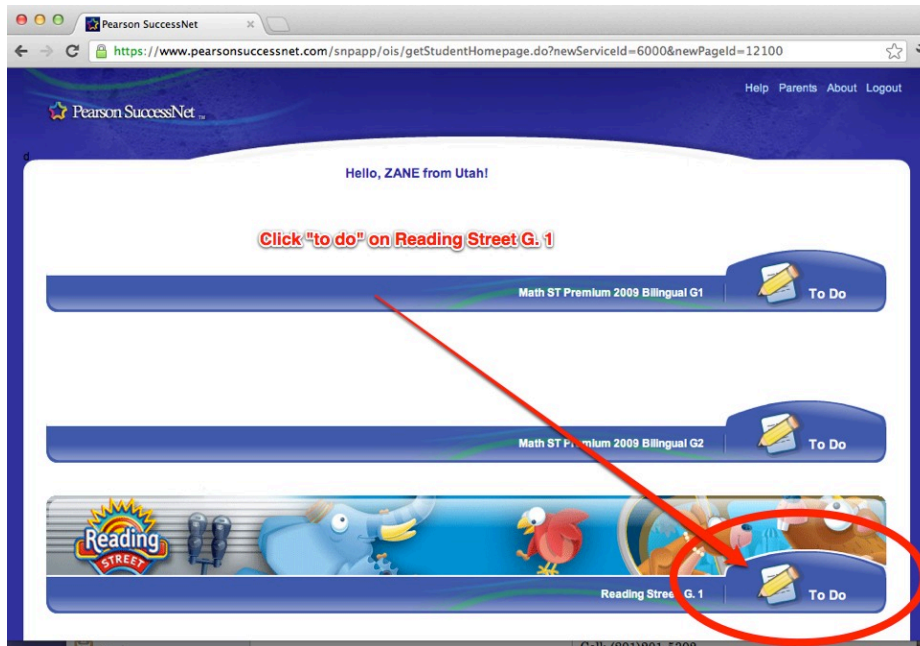 Pearson SuccessNet
https://www.pearsonsuccessnet.com/snpapp/ois/getStudentHomepage.do?newServiceId=6000&newPageId=12100
Help Parents About Logout
Pearson SuccessNet ™
d
Hello, ZANE from Utah!
Click "to do" on Reading Street G. 1
Math ST Premium 2009 Bilingual G1
To Do
Math ST Premium 2009 Bilingual G2
To Do
Reading
STREET
Reading Street G. 1
To Do